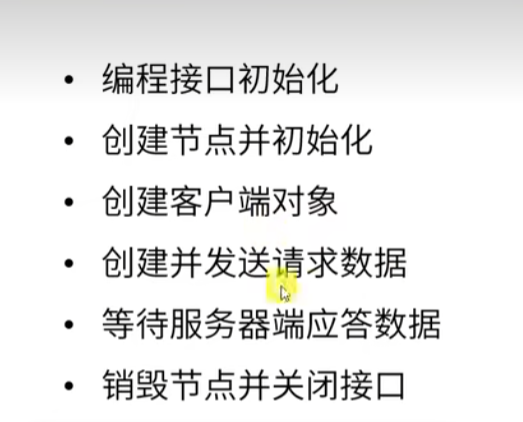 • 编程接口初始化
• 创建节点并初始化
• 创建客户端对象
• 创建并发送请求数据
• 等待服务器端应答数据
• 销毁节点并关闭接口